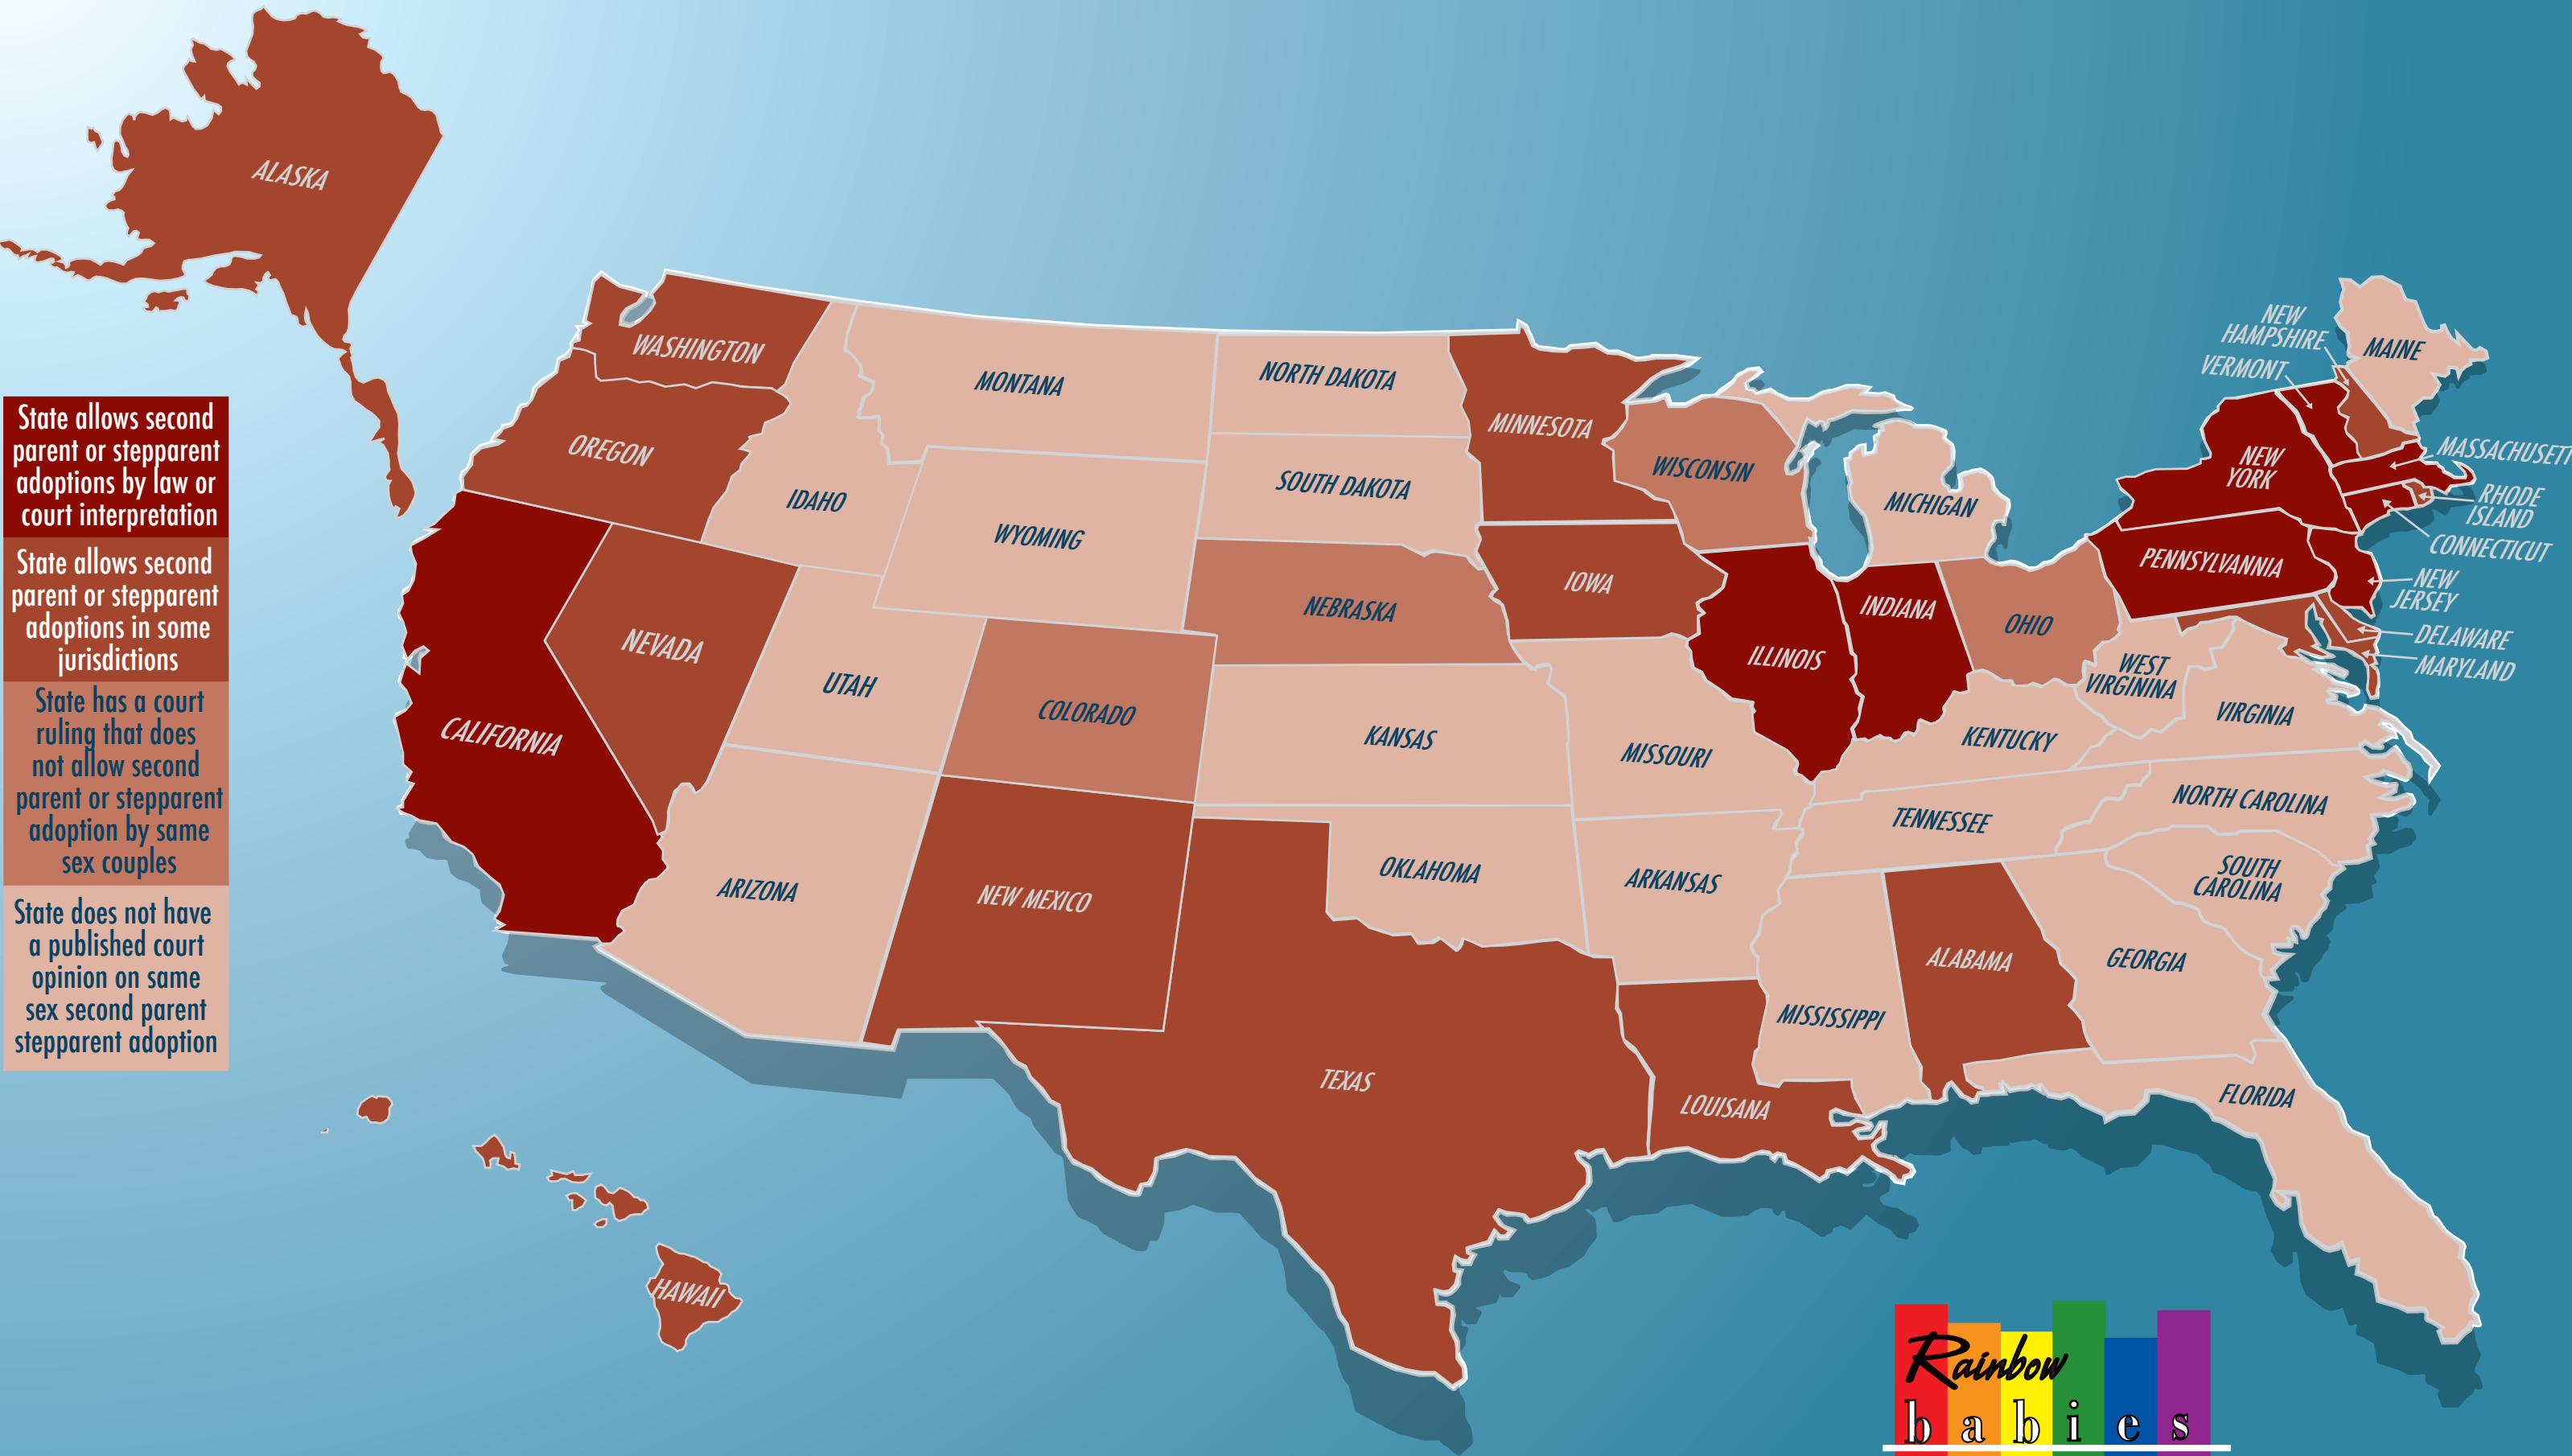 ALASKA
WASHINGTON
OREGON
CALIFORNIA
NEVADA
IDAHO
MONTANA
WYOMING
UTAH
COLORADO
ARIZONA
NEW MEXICO
NORTH DAKOTA
SOUTH DAKOTA
NEBRASKA
KANSAS
OKLAHOMA
TEXAS
MINNESOTA
IOWA
MISSOURI
ARKANSAS
LOUISANA
WISCONSIN
ILLINOIS
MICHIGAN
INDIANA
OHIO
KENTUCKY
TENNESSEE
MISSISSIPPI
ALABAMA
GEORGIA
FLORIDA
SOUTH
CAROLINA
NORTH CAROLINA
VIRGINIA
WEST
VIRGININA
PENNSYLVANNIA
NEW
YORK
MAINE
NEW
HAMPSHIRE
VERMONT
MASSACHUSETT
RHODE
ISLAND
CONNECTICUT
NEW
JERSEY
DELAWARE
MARYLAND
HAWAII
State allows second
parent or stepparent
adoptions by law or
court interpretation
State allows second
parent or stepparent
adoptions in some
jurisdictions
State has a court
ruling that does
not allow second
parent or stepparent
adoption by same
sex couples
State does not have
a published court
opinion on same
sex second parent
stepparent adoption
Rainbow
babies